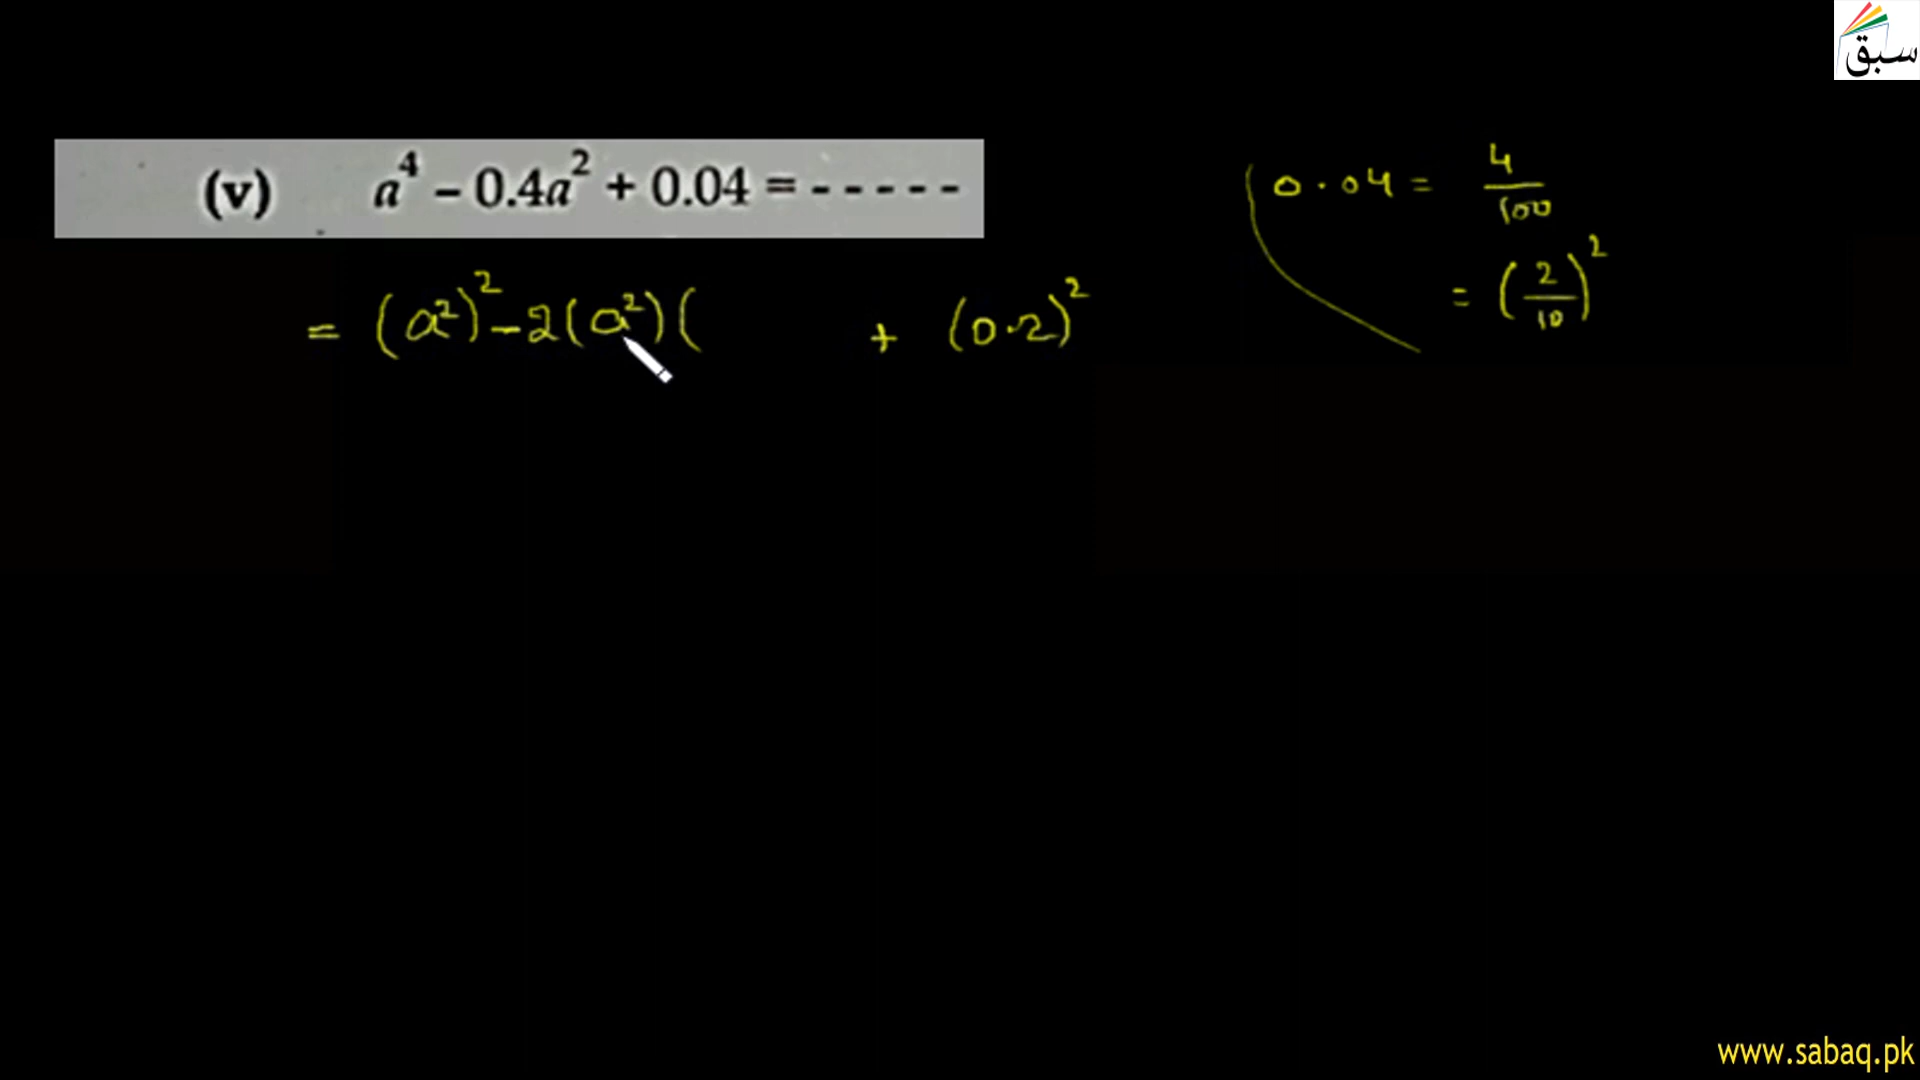 سبق
(v) a⁴ – 0.4a² + 0.04 = - - - - -
0.04 = 4/100
= (2/10)²
= (a²)² – 2(a²)( + (0.2)²
www.sabaq.pk